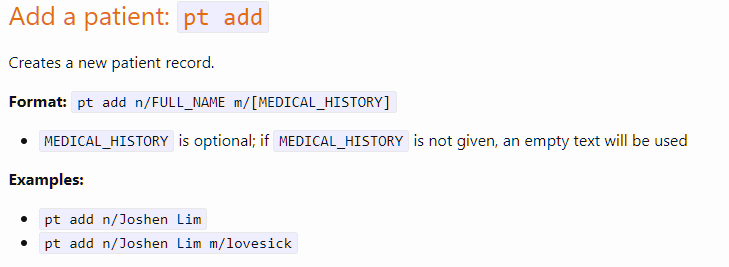 Add a patient: pt add
Creates a new patient record.
Format: pt add n/FULL_NAME m/[MEDICAL_HISTORY]
• MEDICAL_HISTORY is optional; if MEDICAL_HISTORY is not given, an empty text will be used
Examples:
• pt add n/Joshen Lim
• pt add n/Joshen Lim m/lovesick